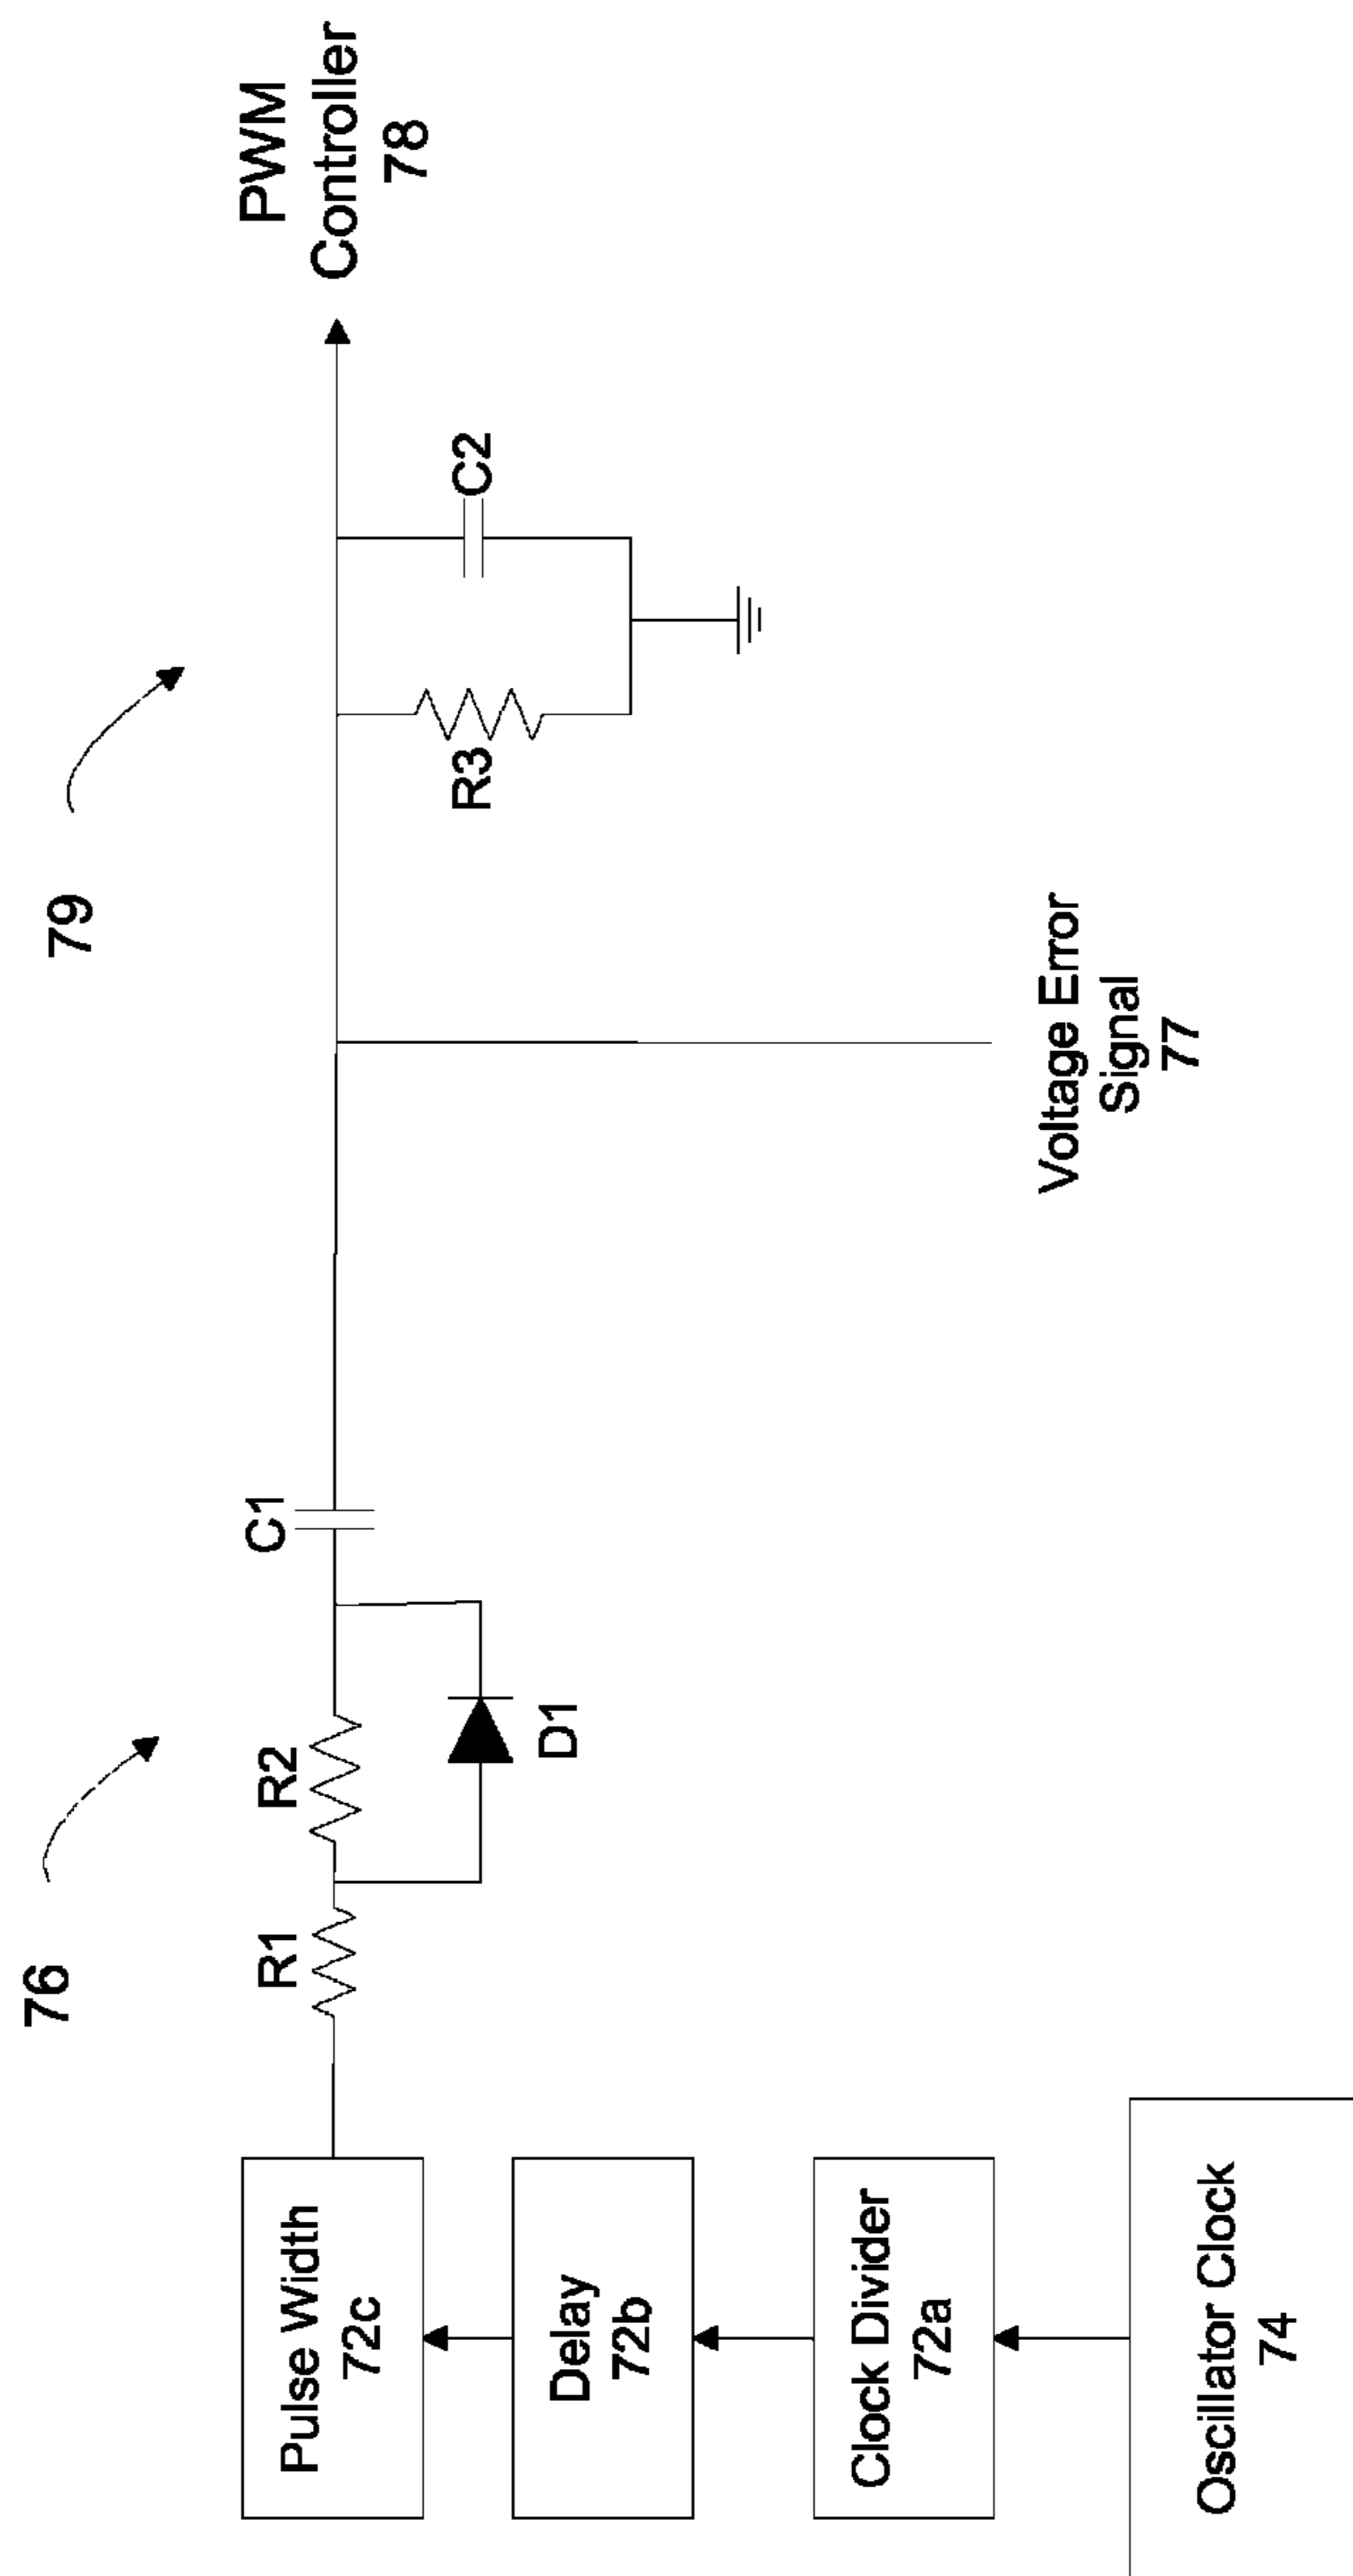 76
79
PWM
Controller
78
R1
R2
C1
D1
R3
C2
Pulse Width
72c
Delay
72b
Clock Divider
72a
Oscillator Clock
74
Voltage Error
Signal
77